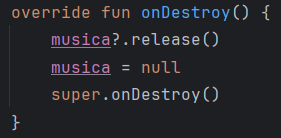 override fun onDestroy() {
    musica?.release()
    musica = null
    super.onDestroy()
}